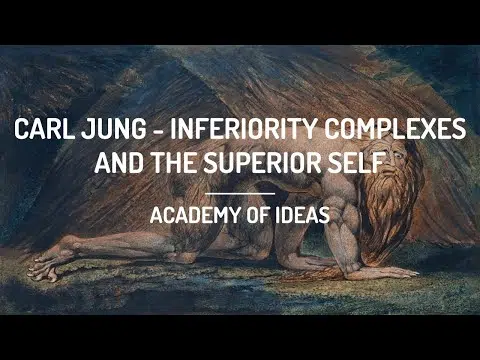 CARL JUNG - INFERIORITY COMPLEXES
AND THE SUPERIOR SELF
ACADEMY OF IDEAS